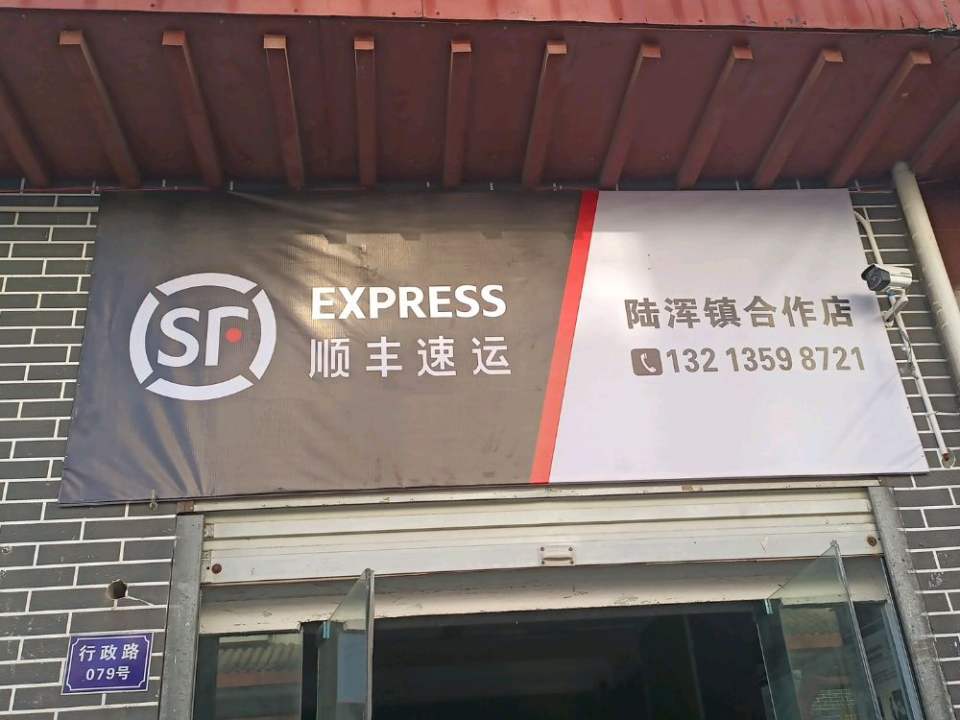 SF
EXPRESS
顺丰速运
陆浑镇合作店
132 1359 8721
行政路
079号